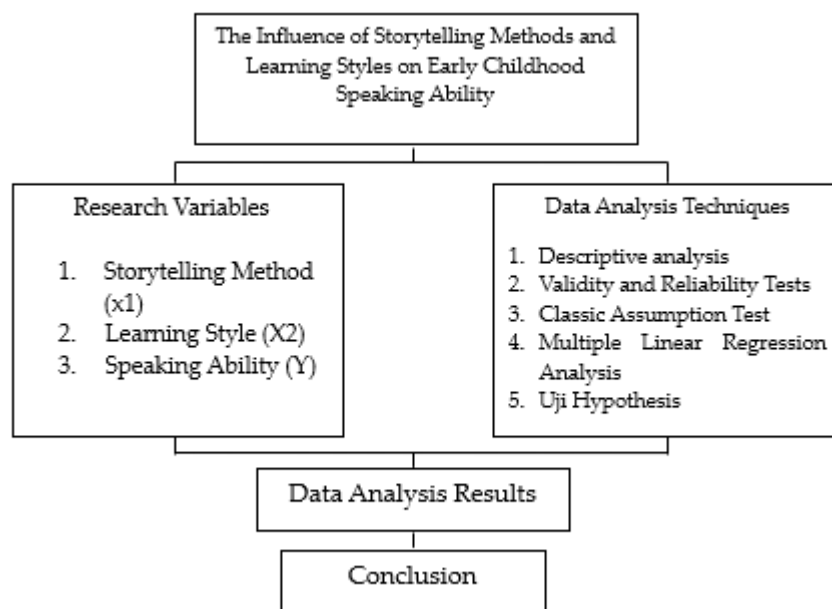 The Influence of Storytelling Methods and
Learning Styles on Early Childhood
Speaking Ability
Research Variables
1. Storytelling Method
(x1)
2. Learning Style (X2)
3. Speaking Ability (Y)
Data Analysis Techniques
1. Descriptive analysis
2. Validity and Reliability Tests
3. Classic Assumption Test
4. Multiple Linear Regression
Analysis
5. Uji Hypothesis
Data Analysis Results
Conclusion